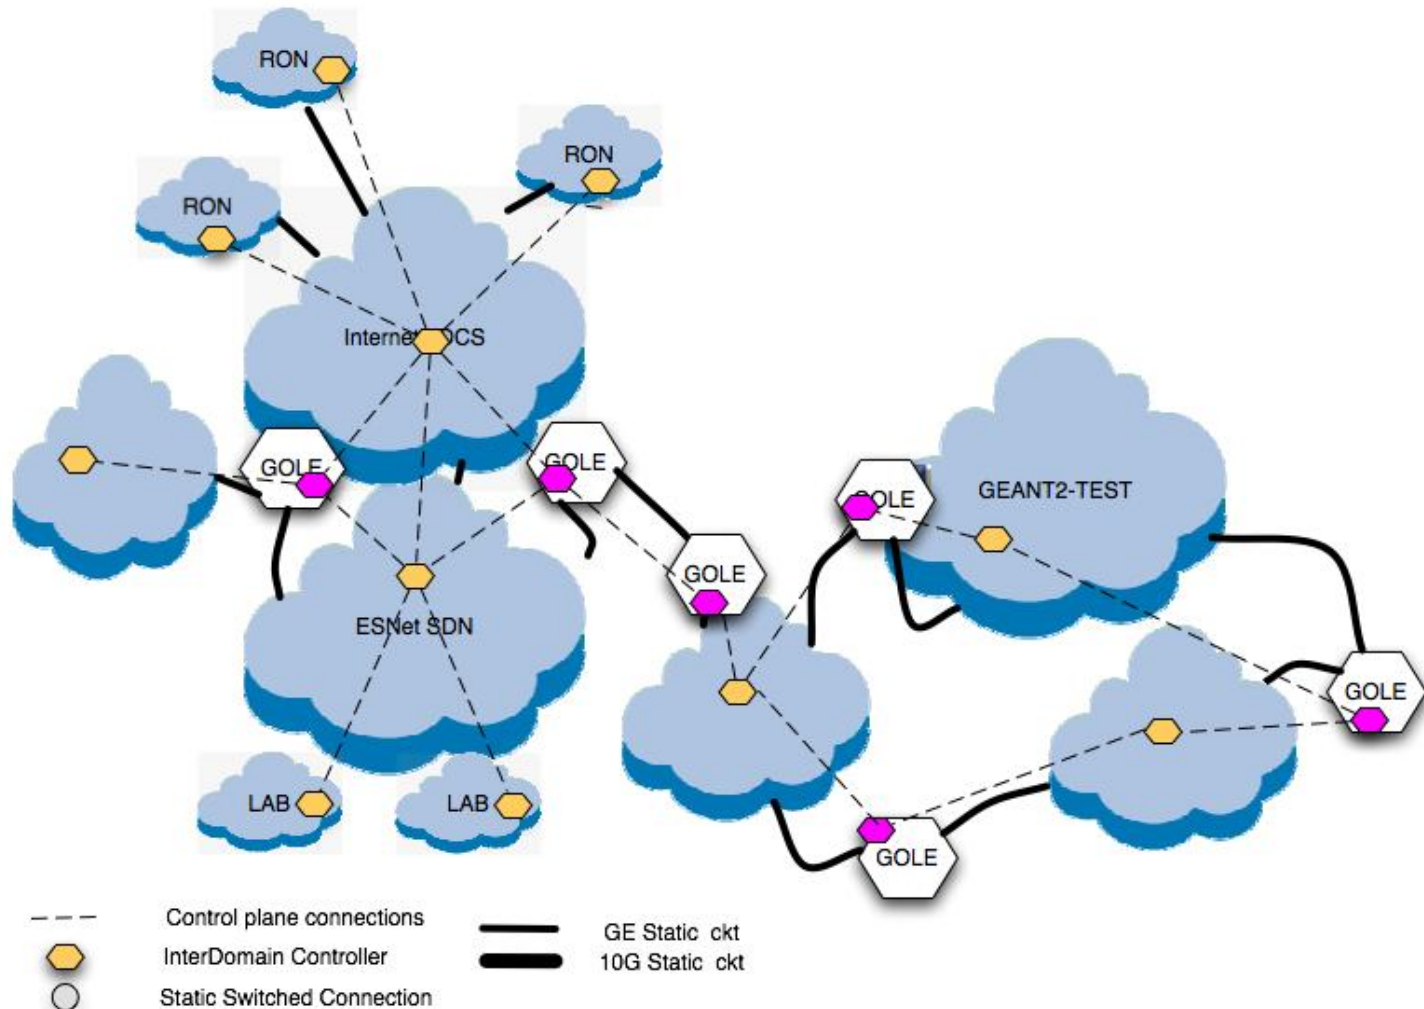 RON
RON
RON
Internet DCS
GOLE
GOLE
GOLE
GOLE
GEANT2-TEST
ESNet SDN
GOLE
LAB
LAB
GOLE
Control plane connections
GE Static ckt
InterDomain Controller
10G Static ckt
Static Switched Connection